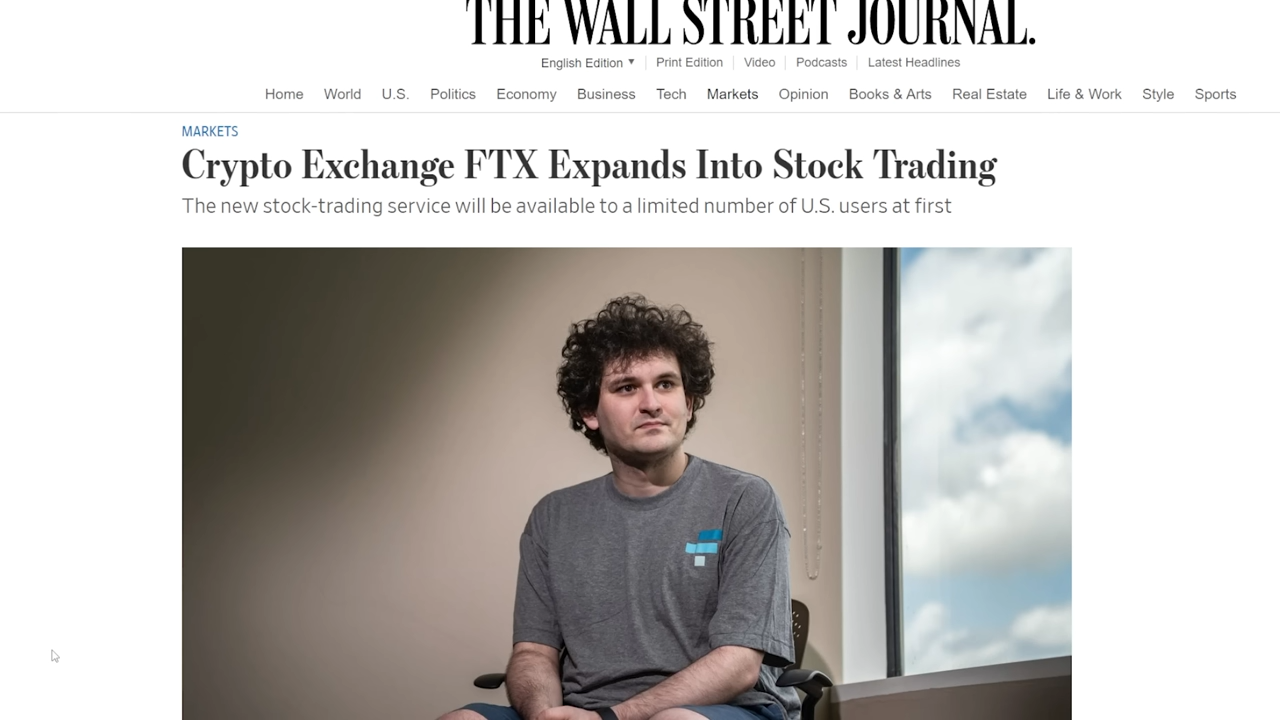 THE WALL STREET JOURNAL.
English Edition ▼ Print Edition Video Podcasts Latest Headlines
Home World U.S. Politics Economy Business Tech Markets Opinion Books & Arts Real Estate Life & Work Style Sports
MARKETS
Crypto Exchange FTX Expands Into Stock Trading
The new stock-trading service will be available to a limited number of U.S. users at first